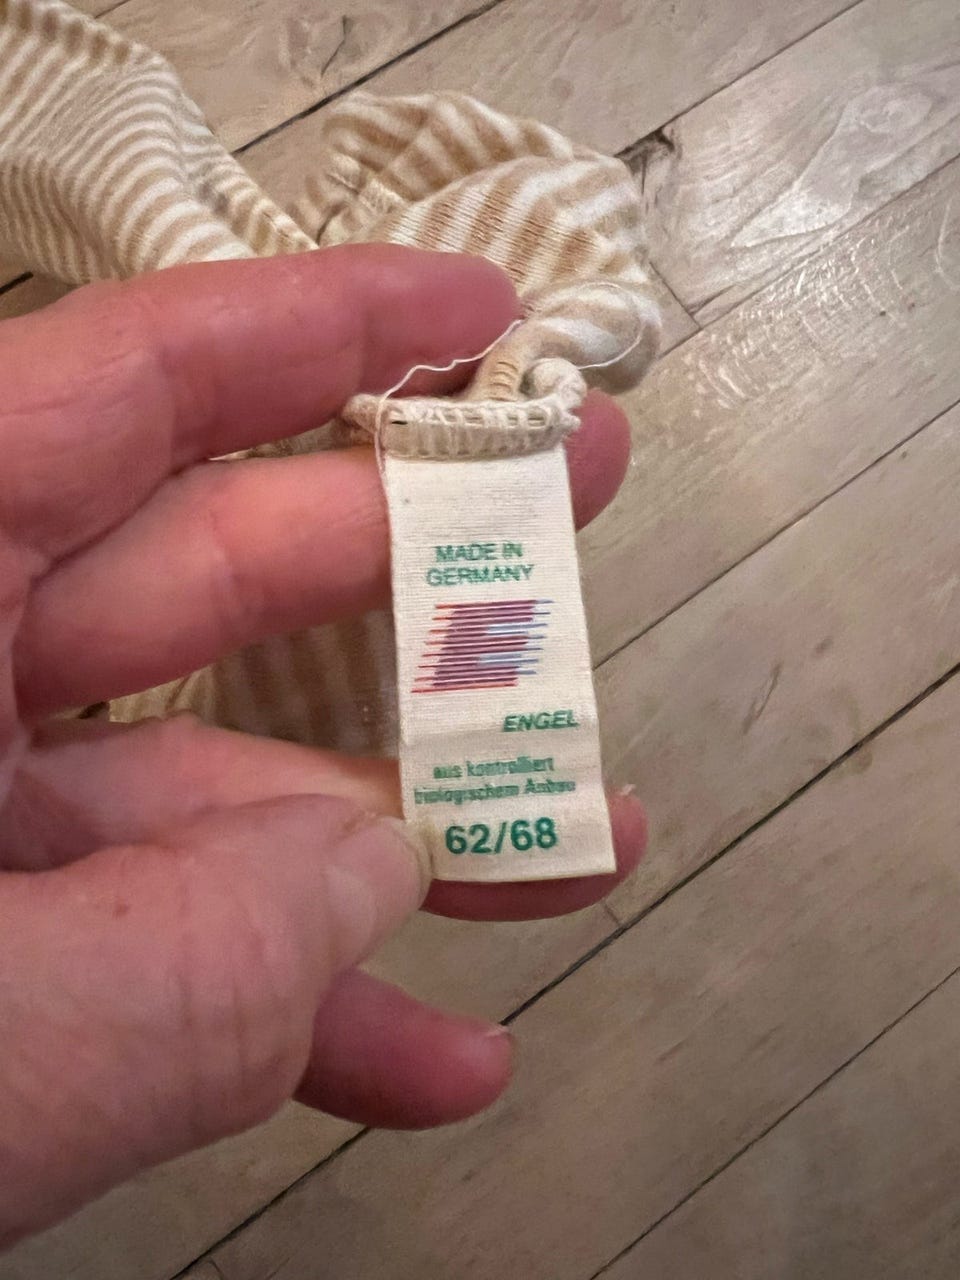 MADE IN
GERMANY
ENGEL
aus kontrolliert
biologischem Anbau
62/68